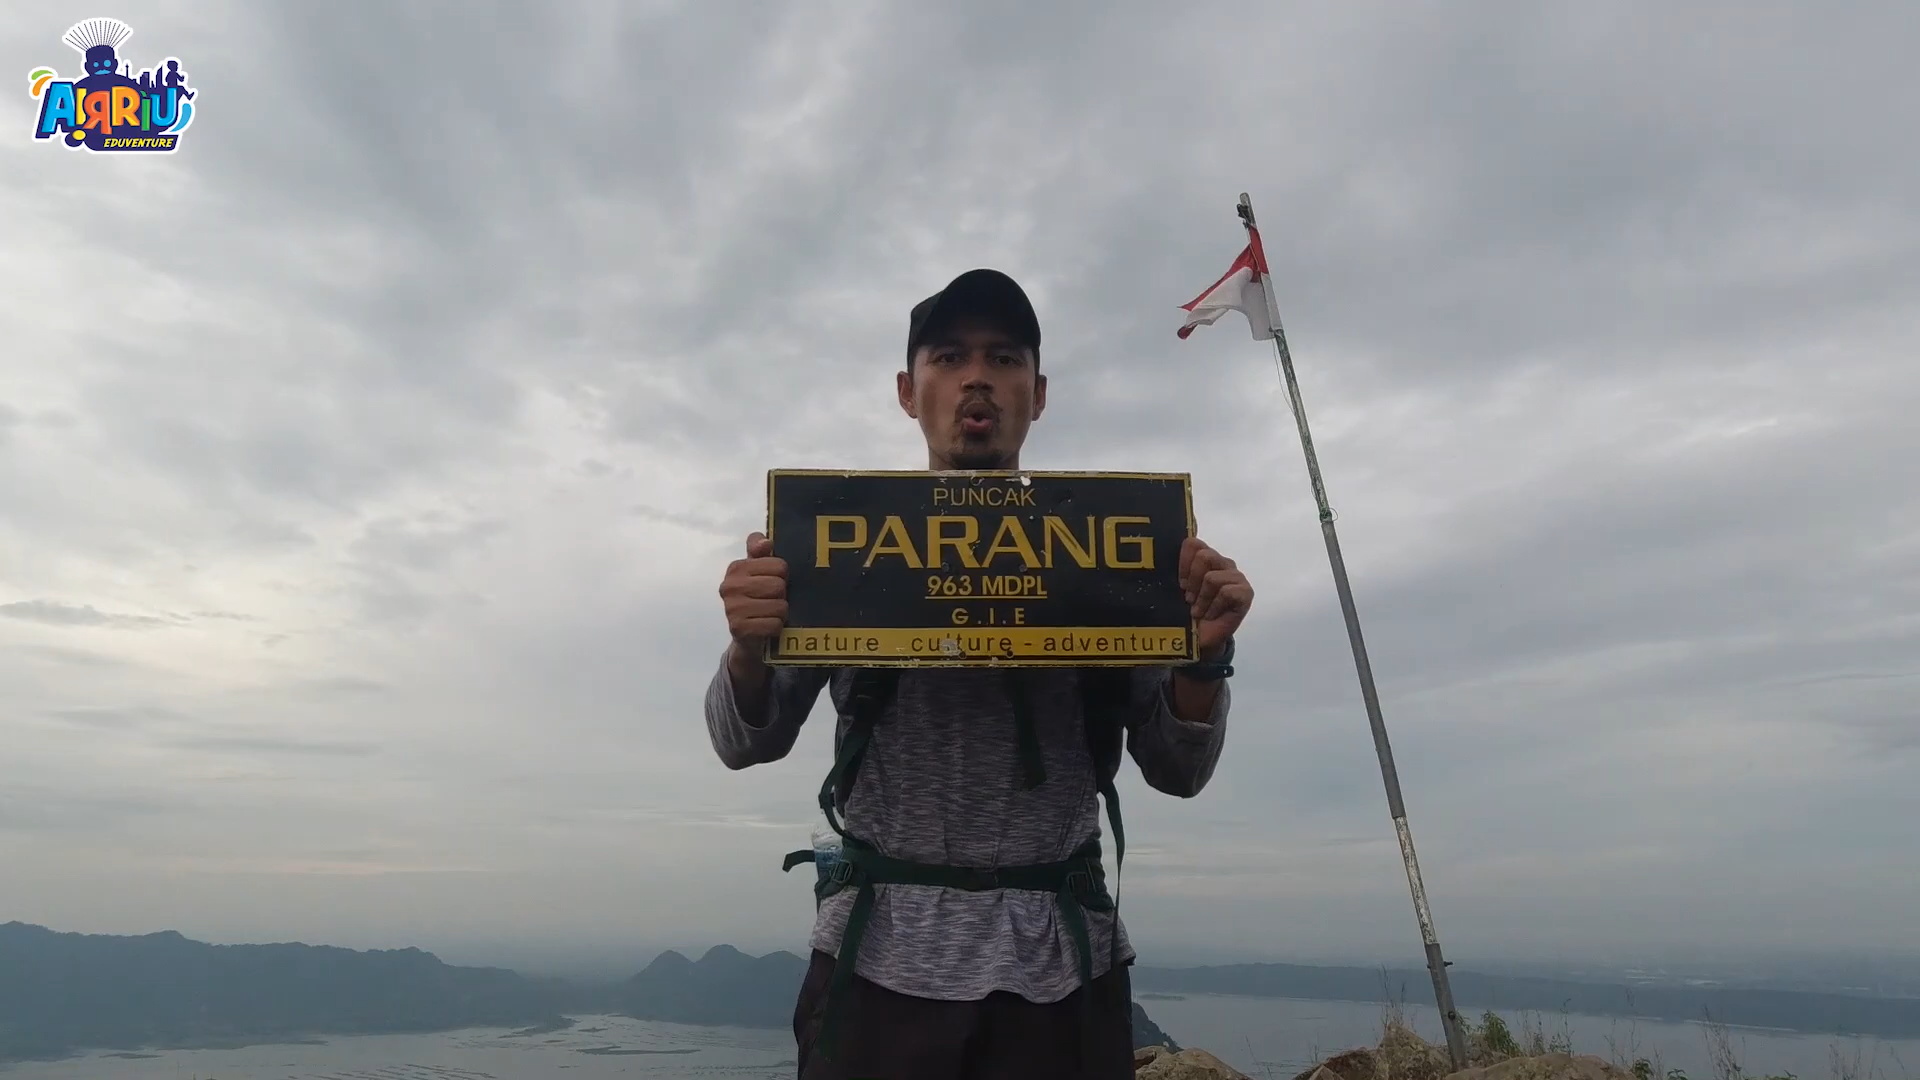 AIRRIU
EDUVENTURE
PUNCAK
PARANG
963 MDPL
G.I.E
nature culture - adventure